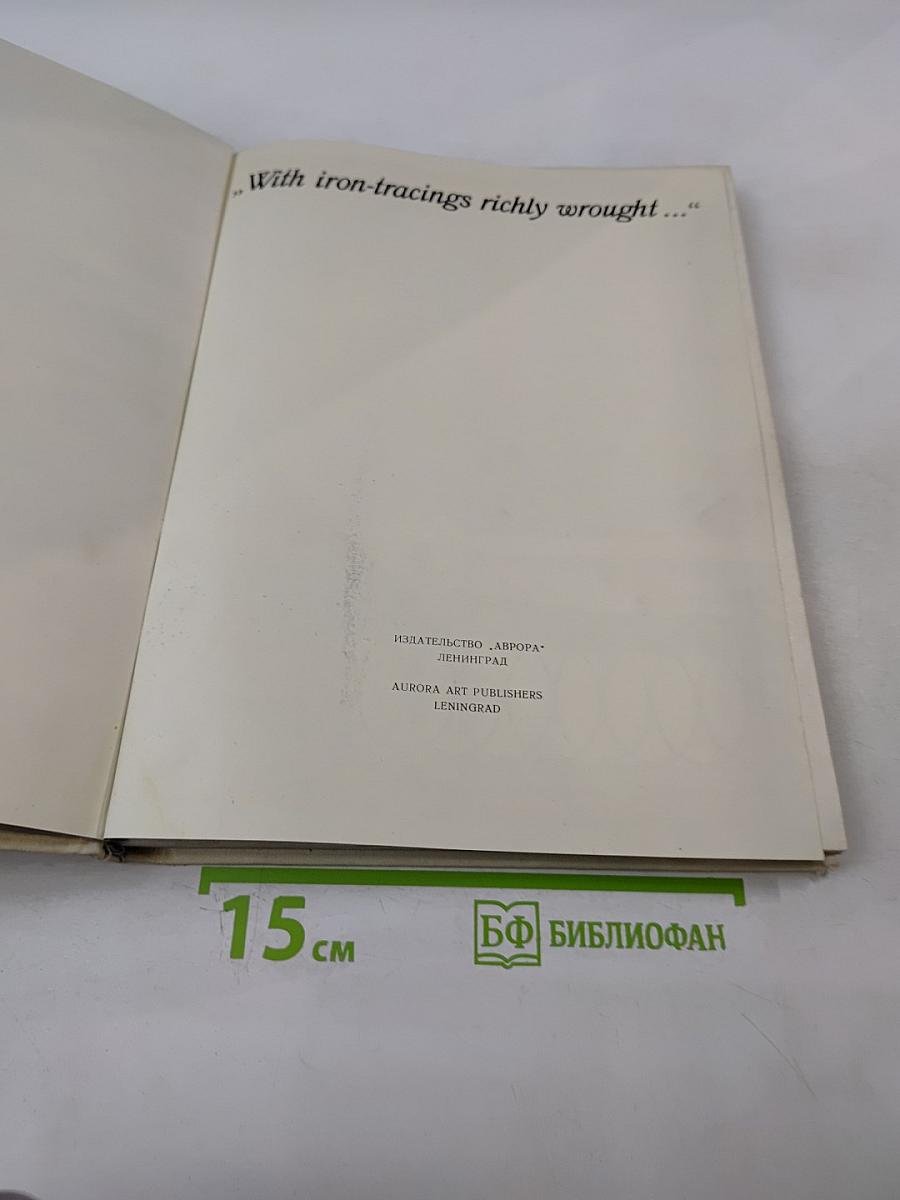 „With iron-tracings richly wrought ...“
ИЗДАТЕЛЬСТВО „АВРОРА“
ЛЕНИНГРАД
AURORA ART PUBLISHERS
LENINGRAD
15 см
БФ БИБЛИОФАН